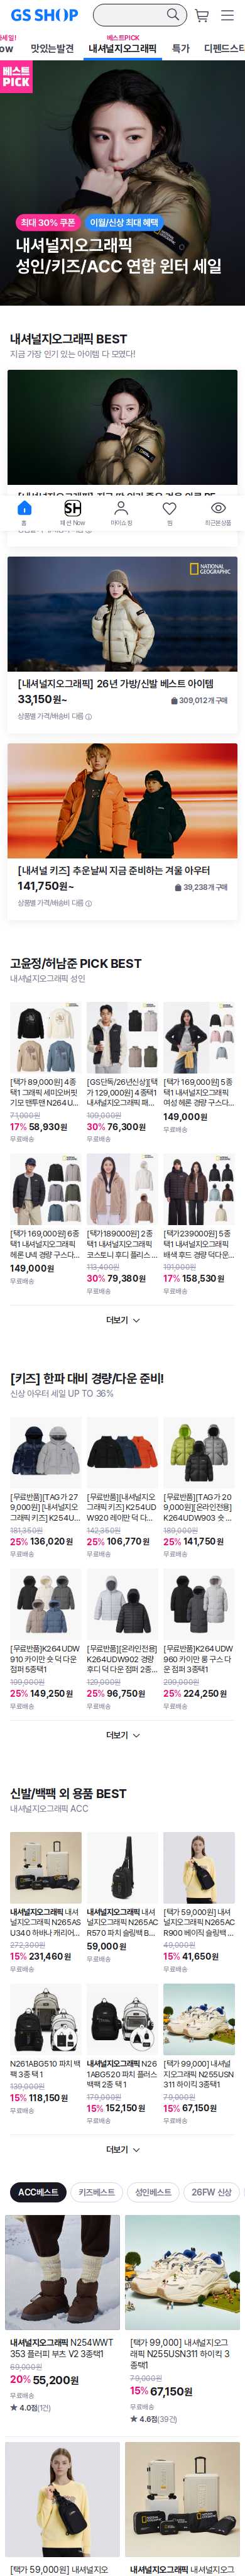 GS SHOP
세일!
베스트PICK
ow
맛있는발견
내셔널지오그래픽
특가
디펜드스타
베스트
PICK
최대 30% 쿠폰
이월/신상 최대 혜택
내셔널지오그래픽
성인/키즈/ACC 연합 윈터 세일
내셔널지오그래픽 BEST
지금 가장 인기 있는 아이템 다 모였다!
홈
패션 Now
마이쇼핑
찜
최근본상품
NATIONAL
GEOGRAPHIC
[내셔널지오그래픽] 26년 가방/신발 베스트 아이템
33,150원~
309,012개 구매
상품별 가격/배송비 다름
[내셔널 키즈] 추운날씨 지금 준비하는 겨울 아우터
141,750원~
39,238개 구매
상품별 가격/배송비 다름
고윤정/허남준 PICK BEST
내셔널지오그래픽 성인
[택가 89,000원] 4종
택1 그래픽 세미오버핏
기모 맨투맨 N264U...
71,000원
17% 58,930원
무료배송
[GS단독/26년신상][택
가 129,000원] 4종택1
내셔널지오그래픽 패...
109,000원
30% 76,300원
무료배송
[택가 169,000원] 5종
택1 내셔널지오그래픽
여성 헤론 경량 구스다...
149,000원
무료배송
[택가 169,000원] 6종
택1 내셔널지오그래픽
헤론 U넥 경량 구스다...
149,000원
무료배송
[택가189000원] 2종
택1 내셔널지오그래픽
코스토니 후디 플리스 ...
113,400원
30% 79,380원
무료배송
[택가239000원] 5종
택1 내셔널지오그래픽
배색 후드 경량 덕다운...
191,000원
17% 158,530원
무료배송
더보기
[키즈] 한파 대비 경량/다운 준비!
신상 아우터 세일 UP TO 36%
[무료반품][TAG가 27
9,000원][내셔널지오
그래픽 키즈] K254U...
181,350원
25% 136,020원
무료배송
[무료반품][내셔널지오
그래픽 키즈] K254UD
W920 레이만 덕 다...
142,350원
25% 106,770원
무료배송
[무료반품][TAG가 20
9,000원][온라인전용]
K264UDW903 숏 ...
189,000원
25% 141,750원
무료배송
[무료반품]K264UDW
910 카이만 숏 덕 다운
점퍼 5종택1
199,000원
25% 149,250원
무료배송
[무료반품][온라인전용]
K264UDW902 경량
후디 덕 다운 점퍼 2종...
129,000원
25% 96,750원
무료배송
[무료반품]K264UDW
960 카이만 롱 구스 다
운 점퍼 3종택1
299,000원
25% 224,250원
무료배송
더보기
신발/백팩 외 용품 BEST
내셔널지오그래픽 ACC
내셔널지오그래픽 내셔
널지오그래픽 N265AS
U340 하바나 캐리어...
272,300원
15% 231,460원
무료배송
내셔널지오그래픽 내셔
널지오그래픽 N265AC
R570 파치 슬링백 B...
59,000원
무료배송
[택가 59,000원] 내셔
널지오그래픽 N265AC
R900 베이직 슬링백 ...
49,000원
15% 41,650원
무료배송
N261ABG510 파치 백
팩 3종 택 1
139,000원
15% 118,150원
무료배송
내셔널지오그래픽 N26
1ABG520 파치 플러스
백팩 2종 택 1
179,000원
15% 152,150원
무료배송
[택가 99,000] 내셔널
지오그래픽 N255USN
311 하이킥 3종택1
79,000원
15% 67,150원
무료배송
더보기
ACC베스트
키즈베스트
성인베스트
26FW 신상
내셔널지오그래픽 N254WWT
353 플러피 부츠 V2 3종택1
69,000원
20% 55,200원
무료배송
★ 4.0점(1건)
[택가 99,000] 내셔널지오그
래픽 N255USN311 하이킥 3
종택1
79,000원
15% 67,150원
무료배송
★ 4.6점(39건)
[택가 59,000원] 내셔널지오
내셔널지오그래픽 내셔널지오그